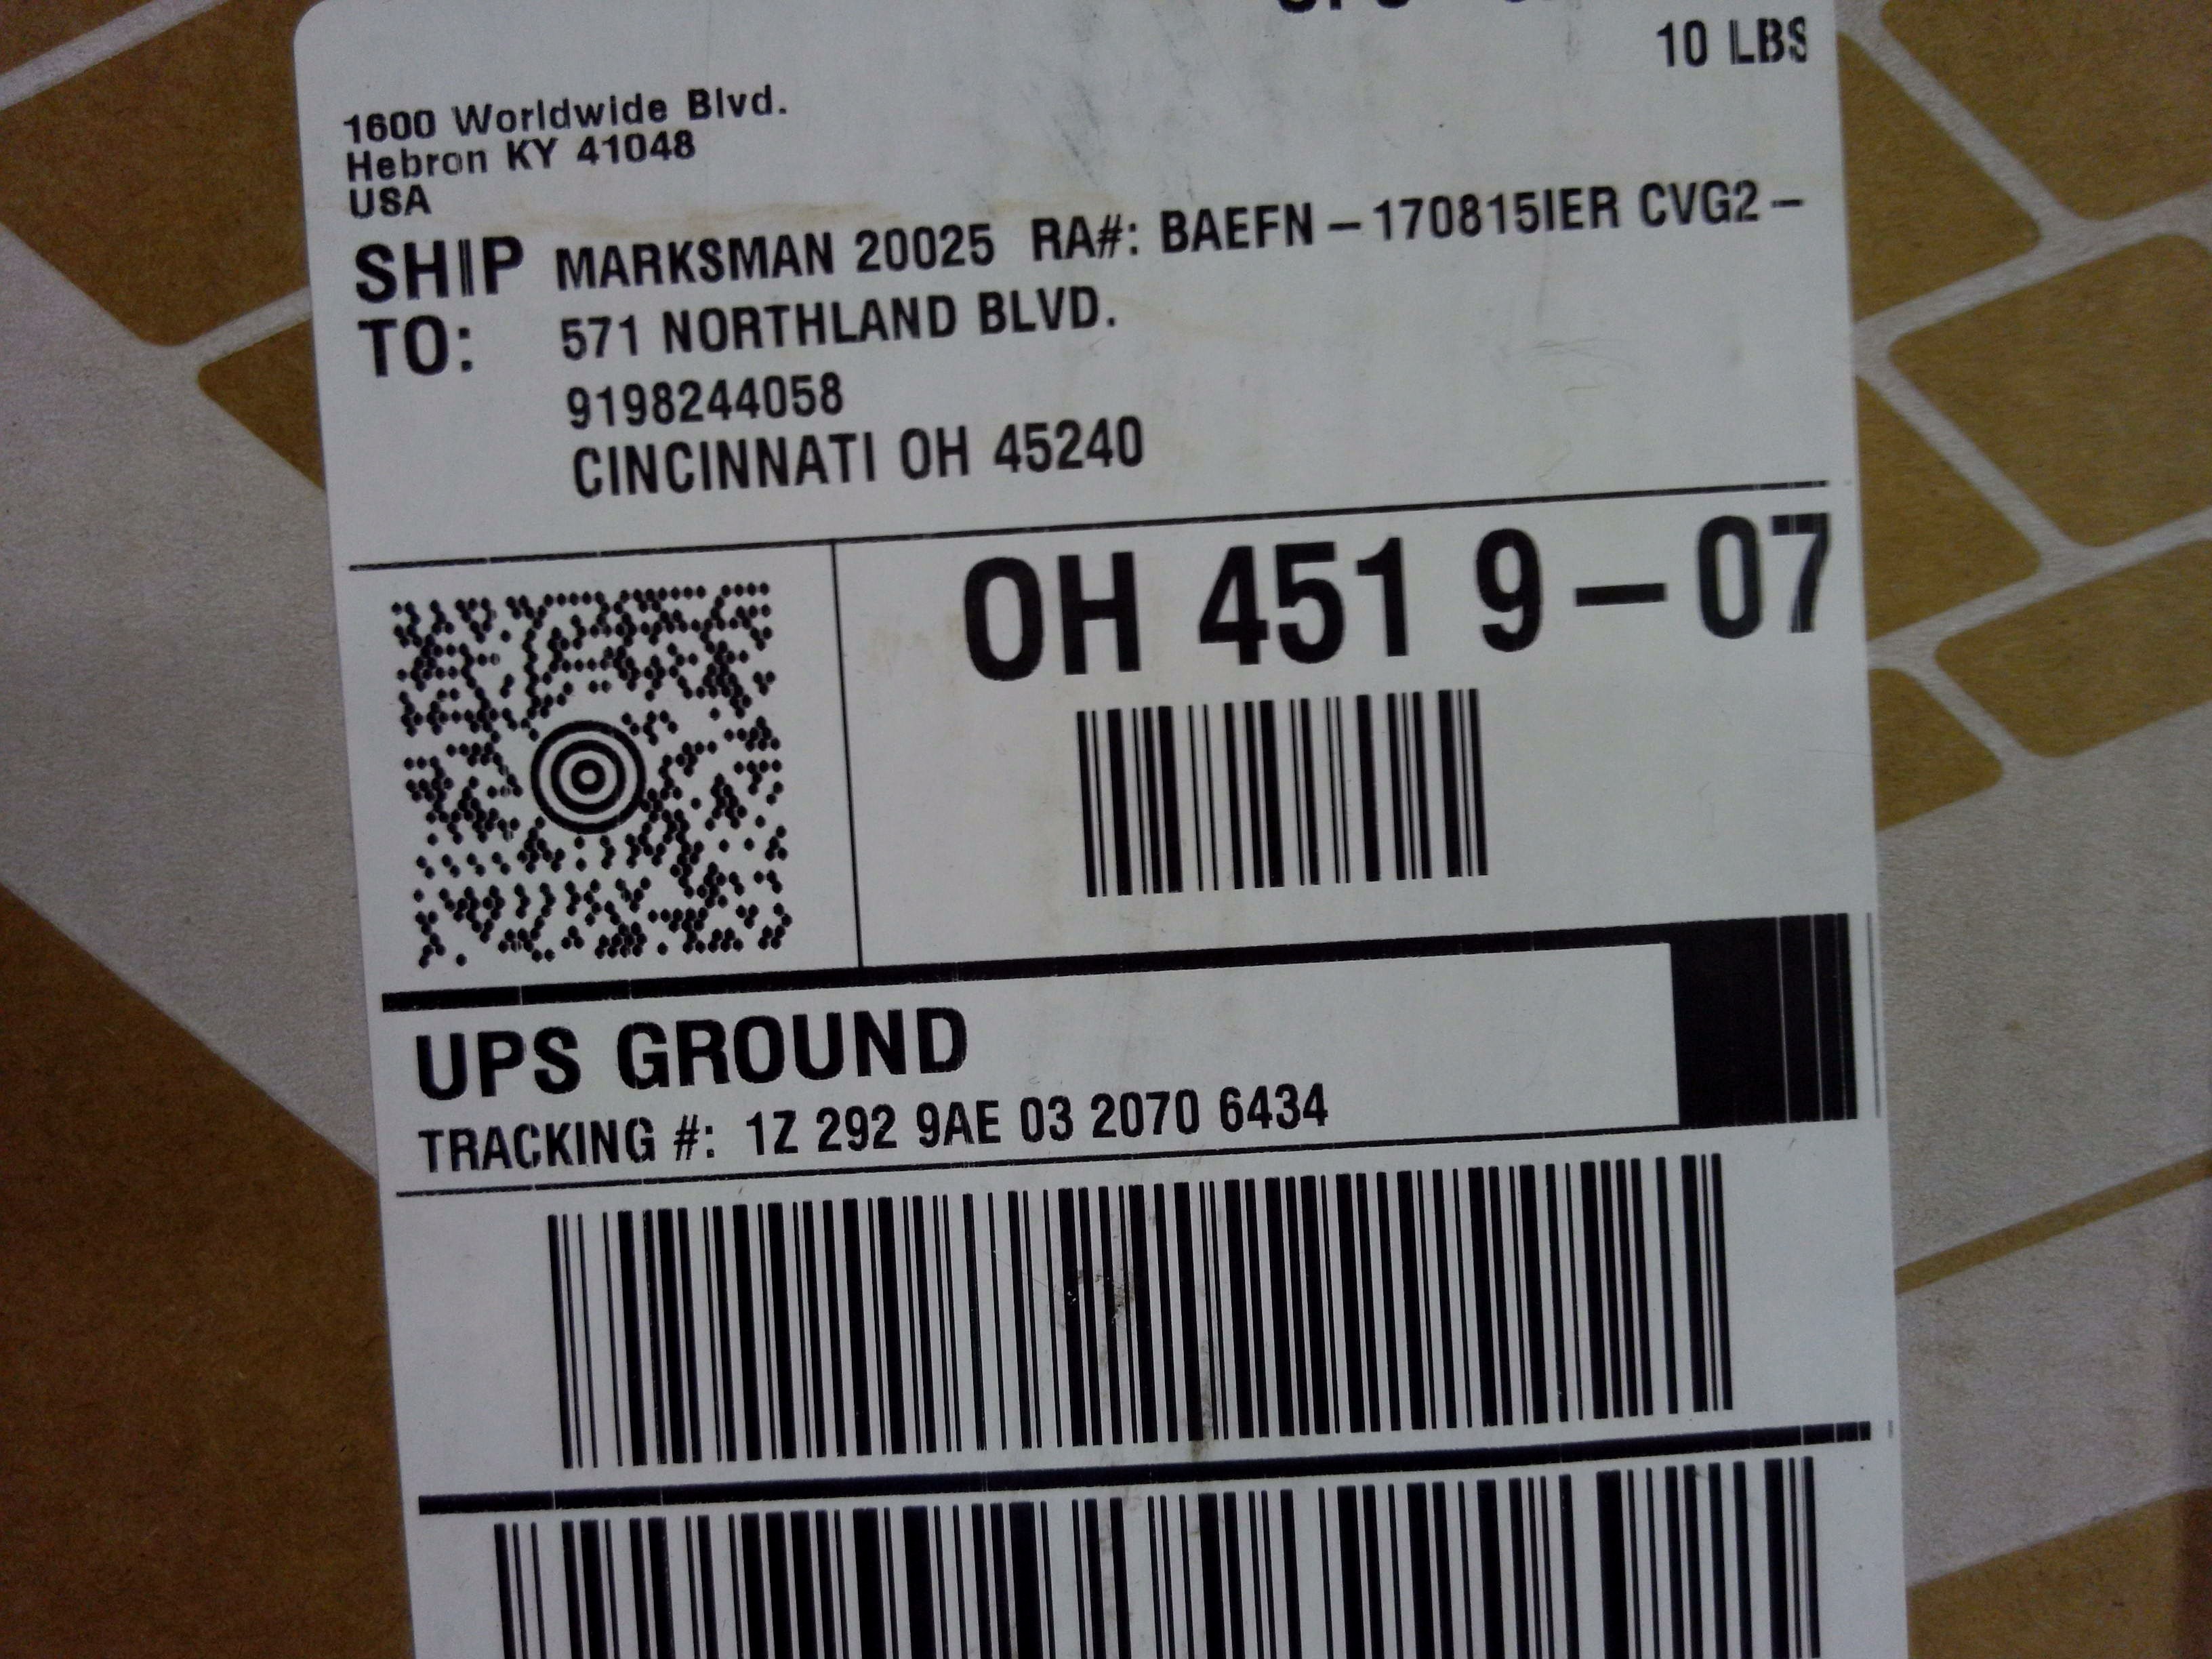 10 LBS
1600 Worldwide Blvd.
Hebron KY 41048
USA
SHIP TO: MARKSMAN 20025 RA#: BAEFN-170815IER CVG2-
571 NORTHLAND BLVD.
9198244058
CINCINNATI OH 45240
OH 451 9-07
UPS GROUND
TRACKING #: 1Z 292 9AE 03 2070 6434